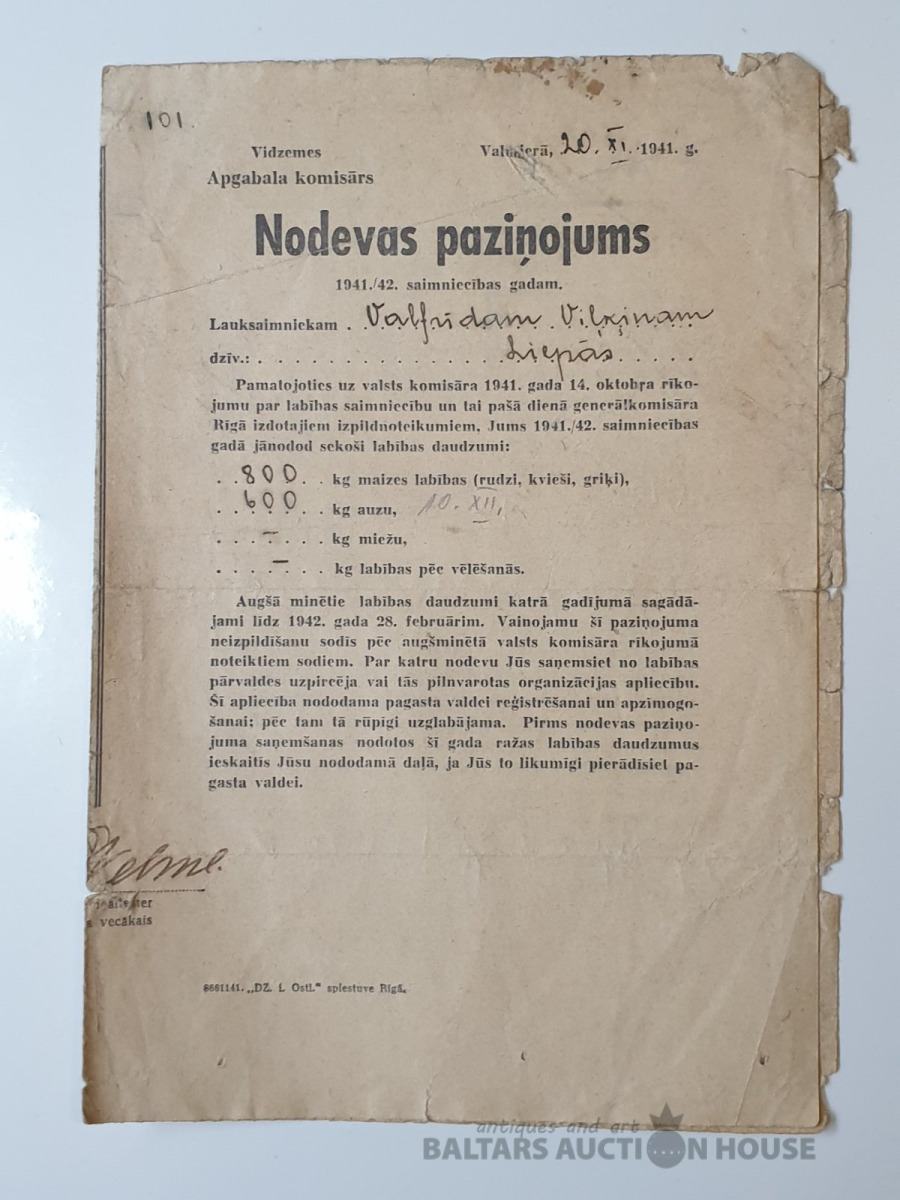 101.
Vidzemes
Apgabala komisārs
Valmierā, 20. XI. 1941. g.
Nodevas paziņojums
1941./42. saimniecības gadam.
Lauksaimniekam . Valfrīdam Viļķinam
dzīv.: . . . . . . . . . . . . . . . Liepās . . . . .
Pamatojotics uz valsts komisāra 1941. gada 14. oktobra rīko-
jumu par labības saimniecību un tai pašā dienā ģenerālkomisāra
Rīgā izdotajiem izpildnoteikumiem, Jums 1941./42. saimniecības
gadā jānodod sekoši labības daudzumi:
. . 800 . . kg maizes labības (rudzi, kvieši, griķi),
. . 600 . . kg auzu, 10. XII,
. . . . – . . . kg miežu,
. . . . – . . . kg labības pēc vēlēšanās.
Augšā minētie labības daudzumi katrā gadījumā sagādā-
jami līdz 1942. gada 28. februārim. Vainojamu šī paziņojuma
neizpildīšanu sodīs pēc augšminētā valsts komisāra rīkojumā
noteiktiem sodiem. Par katru nodevu Jūs saņemsiet no labības
pārvaldes uzpircēja vai tās pilnvarotas organizācijas apliecību.
Šī apliecība nododama pagasta valdei reģistrēšanai un apzīmogo-
šanai; pēc tam tā rūpīgi uzglabājama. Pirms nodevas paziņo-
juma saņemšanas nodotos šī gada ražas labības daudzumus
ieskaitīs Jūsu nododamā daļā, ja Jūs to likumīgi pierādīsiet pa-
gasta valdei.
vecākais
8661141. „DZ. i. Ostl." spiestuve Rīgā.
antiques and art
BALTARS AUCTION HOUSE